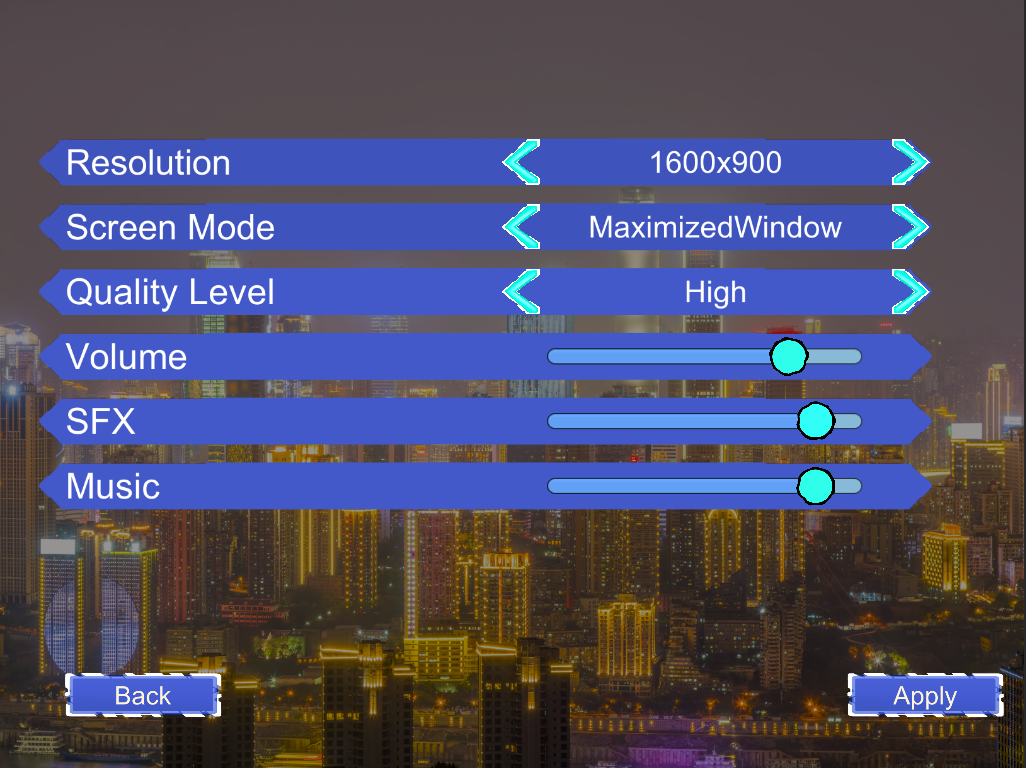 Resolution
1600x900
Screen Mode
MaximizedWindow
Quality Level
High
Volume
SFX
Music
Back
Apply